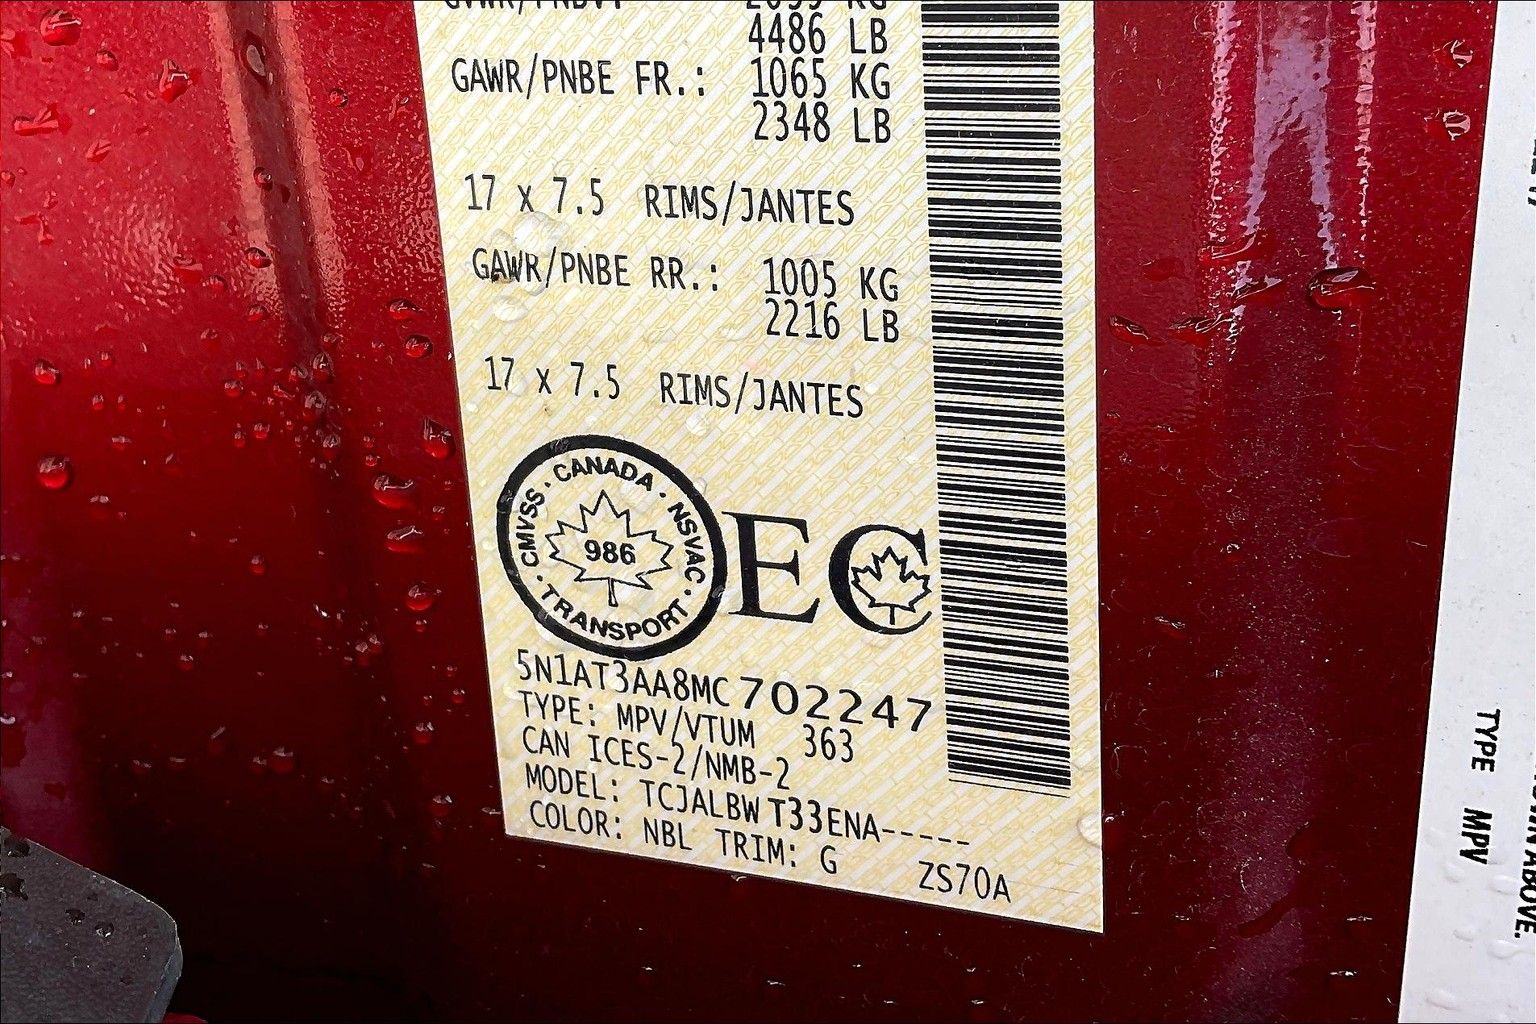 4486 LB
GAWR/PNBE FR.: 1065 KG
2348 LB
17 x 7.5 RIMS/JANTES
GAWR/PNBE RR.: 1005 KG
2216 LB
17 x 7.5 RIMS/JANTES
CANADA · NSVAC · TRANSPORT · CMVSS ·
986
EC
5N1AT3AA8MC702247
TYPE: MPV/VTUM 363
CAN ICES-2/NMB-2
MODEL: TCJALBWT33ENA-----
COLOR: NBL TRIM: G ZS70A
TYPE MPV
ABOVE.